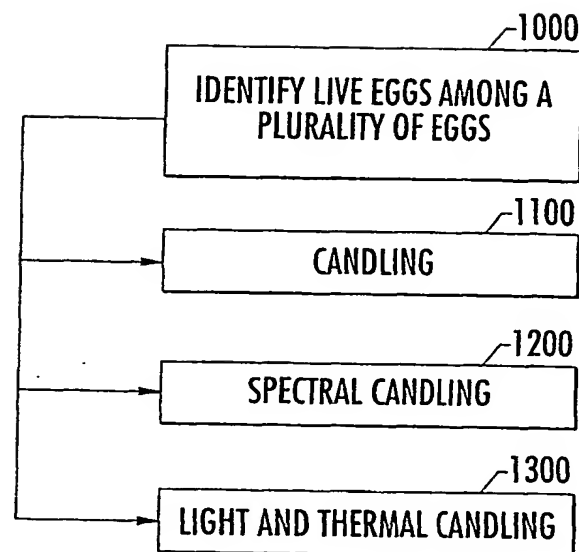 1000
IDENTIFY LIVE EGGS AMONG A
PLURALITY OF EGGS
1100
CANDLING
1200
SPECTRAL CANDLING
1300
LIGHT AND THERMAL CANDLING